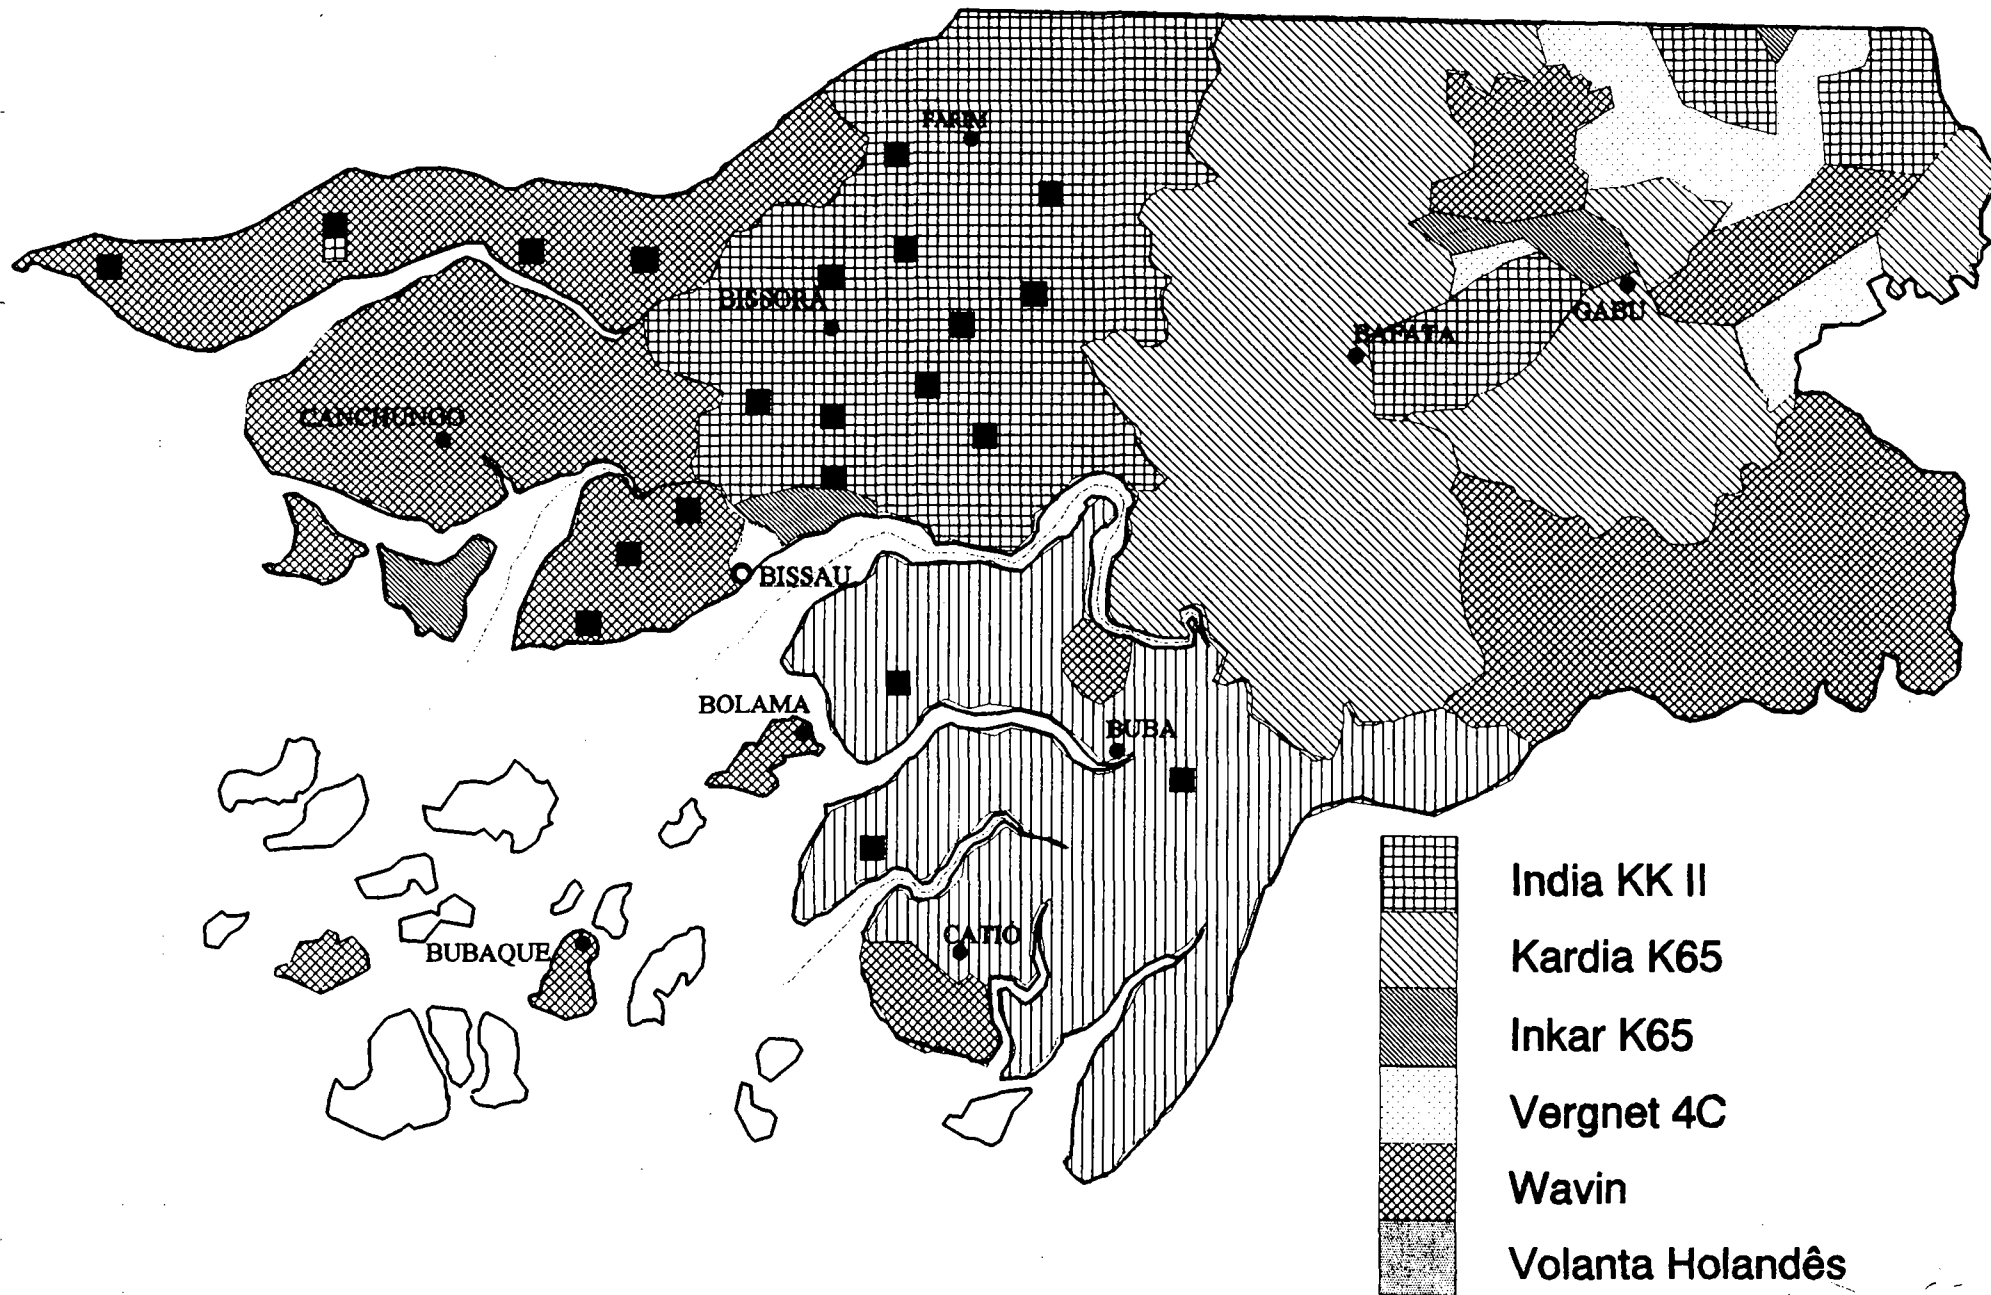 FARIM
BISSORA
GABU
BAFATA
CANCHUNGO
BISSAU
BOLAMA
BUBA
CATIÓ
BUBAQUE
India KK II
Kardia K65
Inkar K65
Vergnet 4C
Wavin
Volanta Holandês